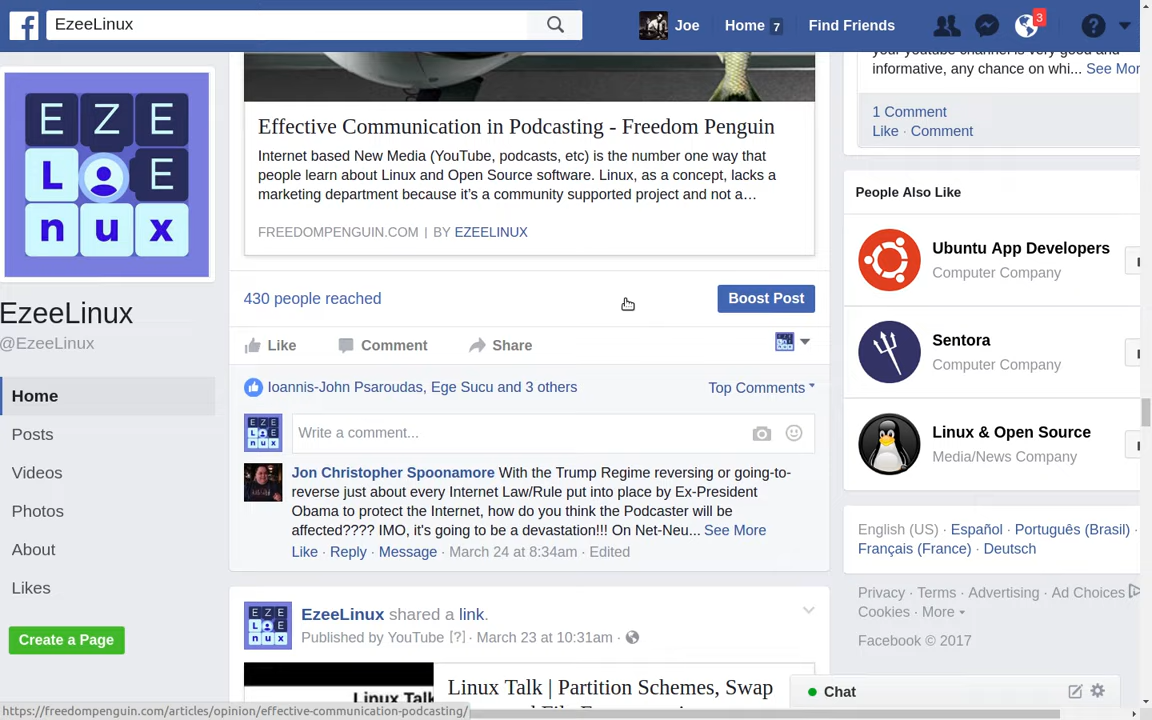 EzeeLinux
Joe
Home 7
Find Friends
3
your youtube channel is very good and
informative, any chance on whi... See Mor
1 Comment
Like · Comment
E Z E
L E E
n u x
Effective Communication in Podcasting - Freedom Penguin
Internet based New Media (YouTube, podcasts, etc) is the number one way that
people learn about Linux and Open Source software. Linux, as a concept, lacks a
marketing department because it's a community supported project and not a...
FREEDOMPENGUIN.COM | BY EZEELINUX
430 people reached
Boost Post
Like
Comment
Share
Ioannis-John Psaroudas, Ege Sucu and 3 others
Top Comments
Write a comment...
Jon Christopher Spoonamore With the Trump Regime reversing or going-to-
reverse just about every Internet Law/Rule put into place by Ex-President
Obama to protect the Internet, how do you think the Podcaster will be
affected???? IMO, it's going to be a devastation!!! On Net-Neu... See More
Like · Reply · Message · March 24 at 8:34am · Edited
EzeeLinux shared a link.
Published by YouTube [?] · March 23 at 10:31am ·
Linux Talk
Linux Talk | Partition Schemes, Swap
EzeeLinux
@EzeeLinux
Home
Posts
Videos
Photos
About
Likes
Create a Page
People Also Like
Ubuntu App Developers
Computer Company
Sentora
Computer Company
Linux & Open Source
Media/News Company
English (US) · Español · Português (Brasil) ·
Français (France) · Deutsch
Privacy · Terms · Advertising · Ad Choices
Cookies · More
Facebook © 2017
Chat
https://freedompenguin.com/articles/opinion/effective-communication-podcasting/